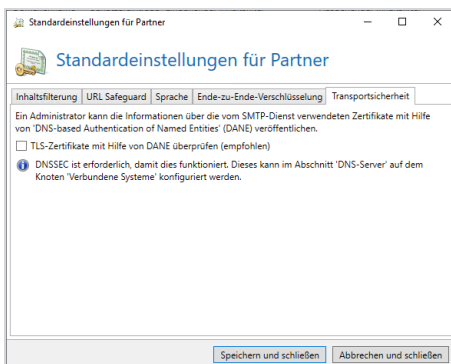 Standardeinstellungen für Partner
Standardeinstellungen für Partner
Inhaltsfilterung URL Safeguard Sprache Ende-zu-Ende-Verschlüsselung Transportsicherheit
Ein Administrator kann die Informationen über die vom SMTP-Dienst verwendeten Zertifikate mit Hilfe
von 'DNS-based Authentication of Named Entities' (DANE) veröffentlichen.
TLS-Zertifikate mit Hilfe von DANE überprüfen (empfohlen)
DNSSEC ist erforderlich, damit dies funktioniert. Dieses kann im Abschnitt 'DNS-Server' auf dem
Knoten 'Verbundene Systeme' konfiguriert werden.
Speichern und schließen Abbrechen und schließen